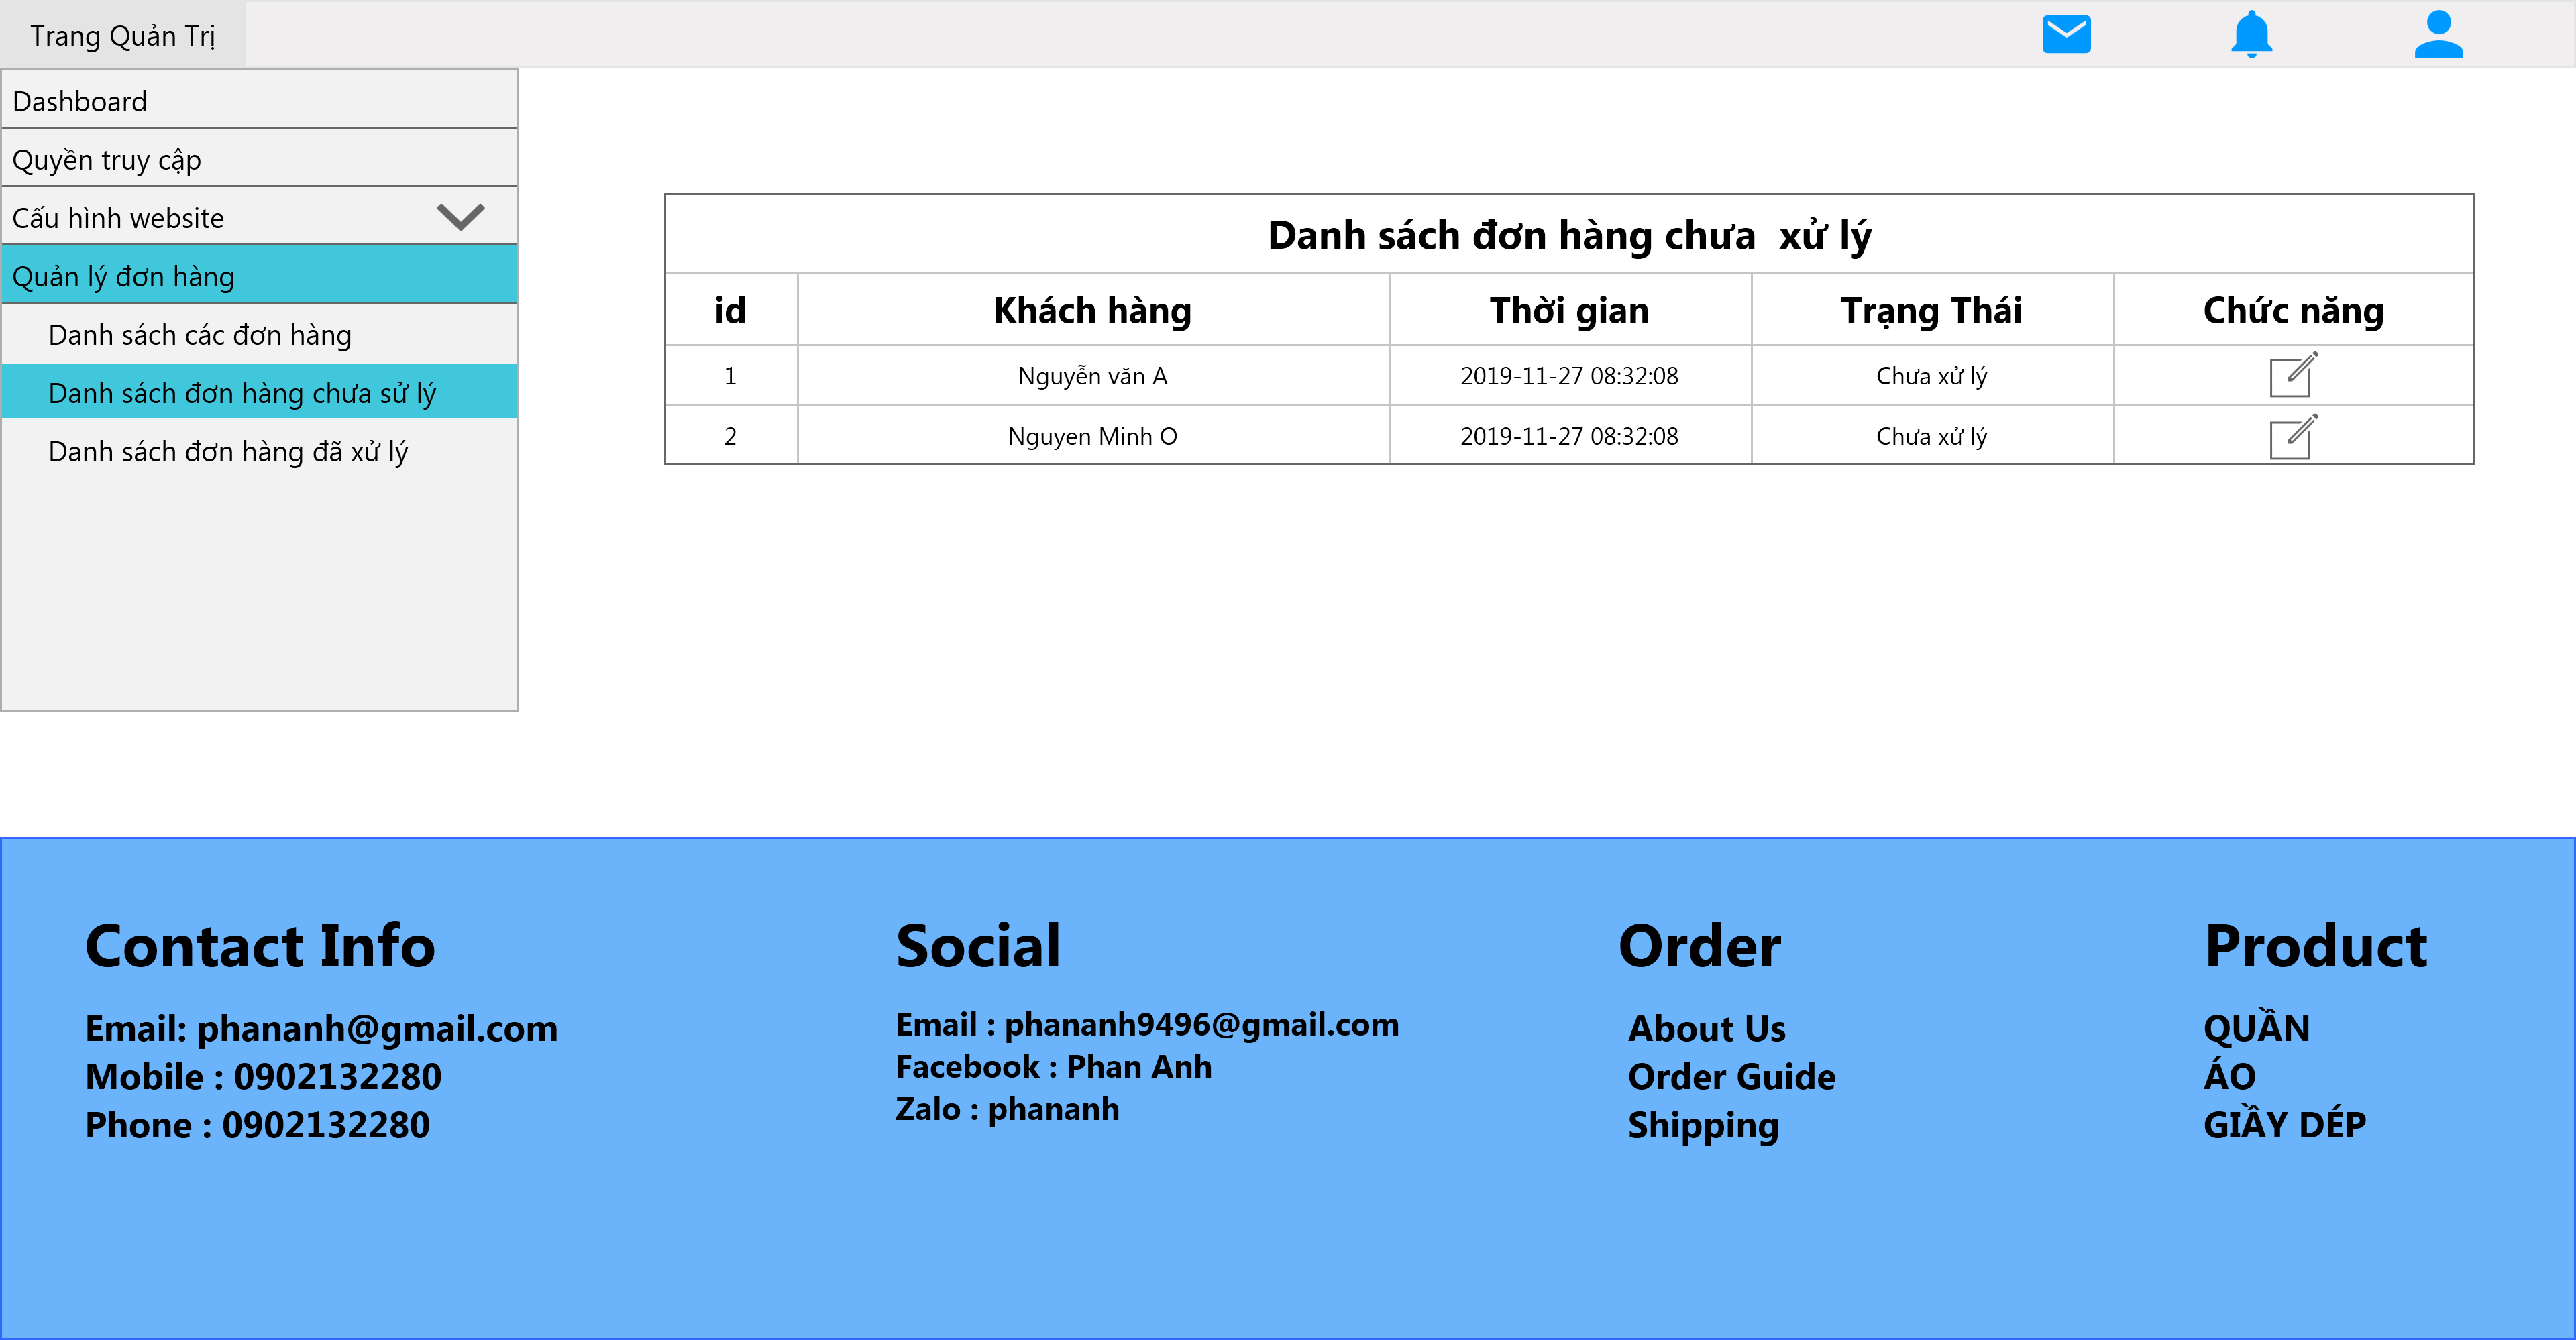 Trang Quản Trị
Dashboard
Quyền truy cập
Cấu hình website
Quản lý đơn hàng
Danh sách các đơn hàng
Danh sách đơn hàng chưa sử lý
Danh sách đơn hàng đã xử lý
Danh sách đơn hàng chưa  xử lý
id Khách hàng Thời gian Trạng Thái Chức năng
1 Nguyễn văn A 2019-11-27 08:32:08 Chưa xử lý
2 Nguyen Minh O 2019-11-27 08:32:08 Chưa xử lý
Contact Info
Email: phananh@gmail.com
Mobile : 0902132280
Phone : 0902132280
Social
Email : phananh9496@gmail.com
Facebook : Phan Anh
Zalo : phananh
Order
About Us
Order Guide
Shipping
Product
QUẦN
ÁO
GIẦY DÉP